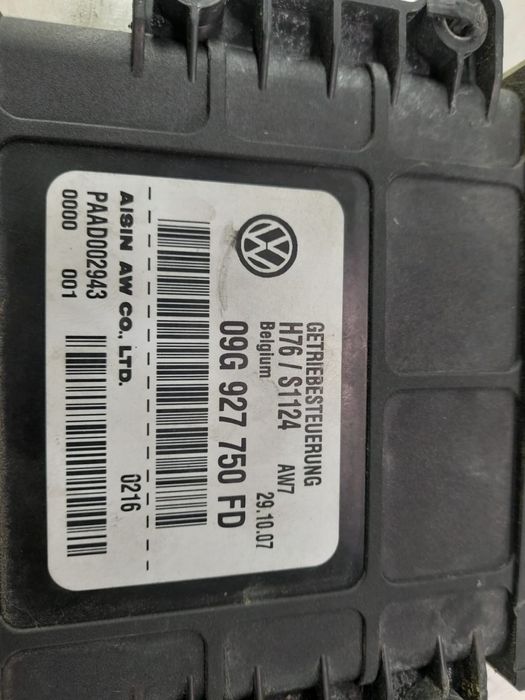 GETRIEBESTEUERUNG
H76 / S1124 AW7
Belgium 29.10.07
09G 927 750 FD
AISIN AW CO., LTD. 0216
PAAD002943
0000 001